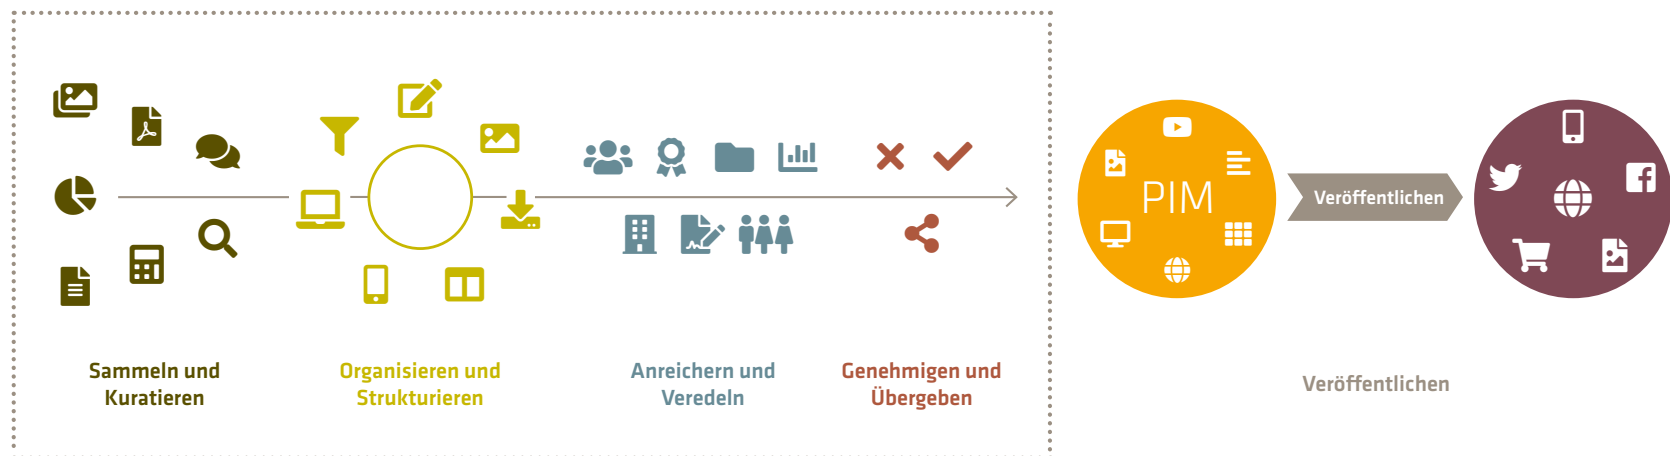 PIM
Veröffentlichen
Sammeln und
Kuratieren
Organisieren und
Strukturieren
Anreichern und
Veredeln
Genehmigen und
Übergeben
Veröffentlichen